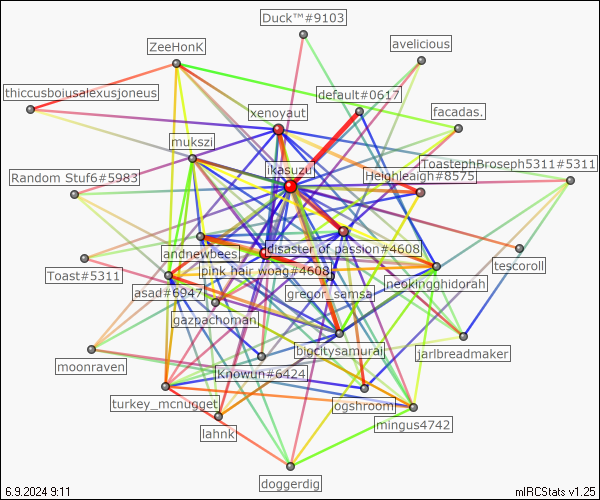 Duck™#9103
ZeeHonK
avelicious
thiccusboiusalexusjoneus
default#0617
xenoyaut
facadas.
mukszi
ikasuzu
ToastephBroseph5311#5311
Random Stuf6#5983
Heighleaigh#8575
andnewbees
disaster of passion#4608
tescoroll
Toast#5311
pink hair woag#4608
asad#6947
gregor_samsa
neokingghidorah
gazpachoman
bigcitysamurai
jarlbreadmaker
moonraven
Knowun#6424
turkey_mcnugget
ogshroom
lahnk
mingus4742
doggerdig
6.9.2024 9:11
mIRCStats v1.25